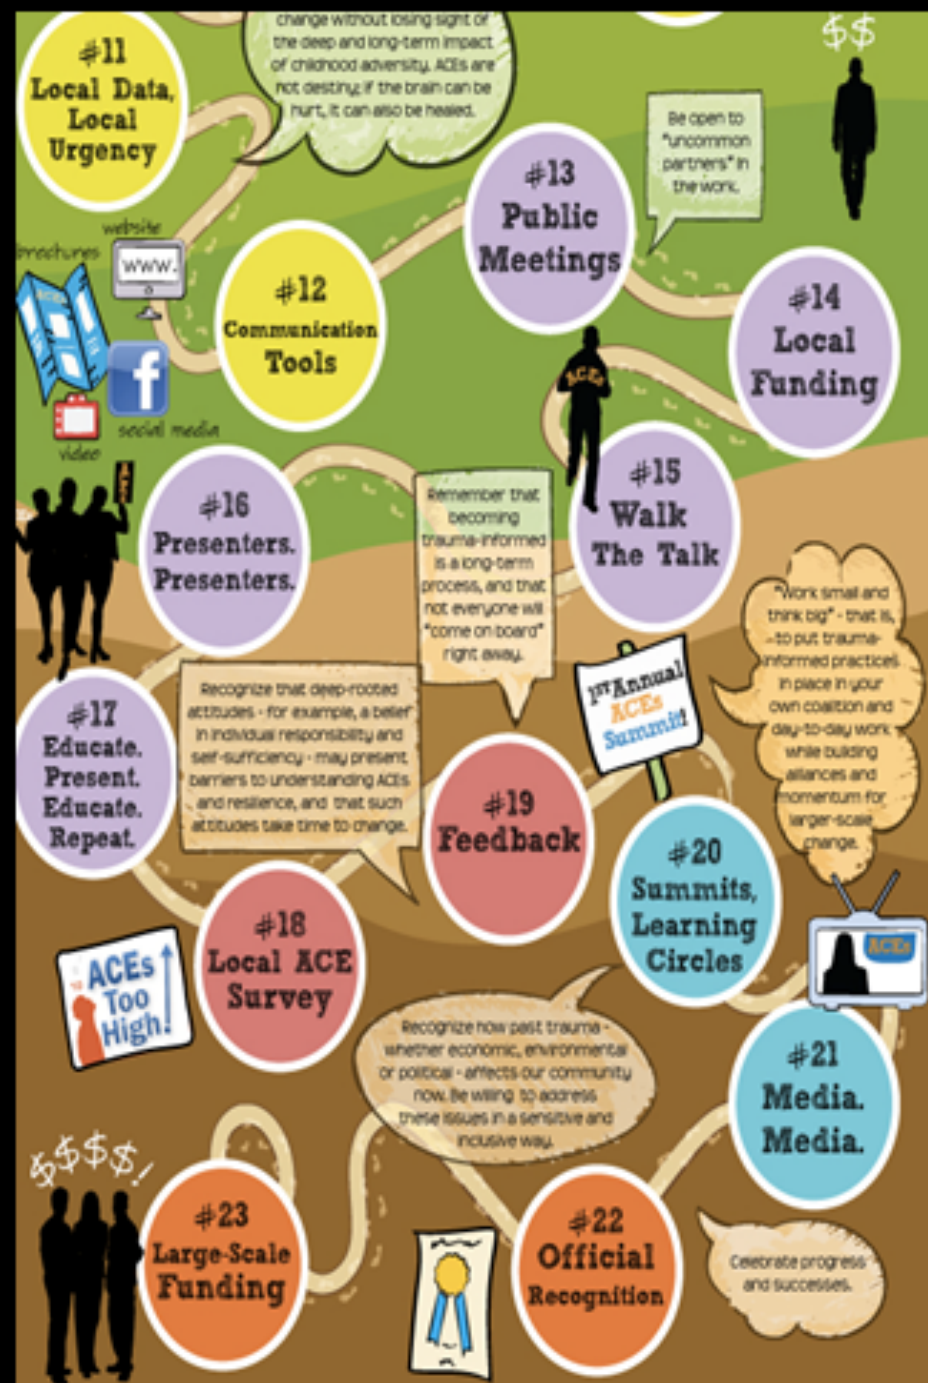 #11
Local Data,
Local
Urgency
change without losing sight of
the deep and long-term impact
of childhood adversity. ACEs are
not destiny; if the brain can be
hurt, it can also be healed.
$$
Be open to
"uncommon
partners" in
the work.
#13
Public
Meetings
website
www.
brochures
ACEs
#12
Communication
Tools
f
social media
video
#14
Local
Funding
ACEs
#15
Walk
The Talk
#16
Presenters.
Presenters.
Remember that
becoming
trauma-informed
is a long-term
process, and that
not everyone will
"come on board"
right away.
"Work small and
think big" - that is,
to put trauma-
informed practices
in place in your
own coalition and
day-to-day work
while building
alliances and
momentum for
larger-scale
change.
1ST Annual
ACEs
Summit!
#17
Educate.
Present.
Educate.
Repeat.
Recognize that deep-rooted
attitudes - for example, a belief
in individual responsibility and
self-sufficiency - may present
barriers to understanding ACEs
and resilience, and that such
attitudes take time to change.
#19
Feedback
#20
Summits,
Learning
Circles
ACEs
#18
Local ACE
Survey
ACEs
Too
High!
Recognize how past trauma -
whether economic, environmental
or political - affects our community
now. Be willing to address
these issues in a sensitive and
inclusive way.
#21
Media.
Media.
$$$$!
#23
Large-Scale
Funding
#22
Official
Recognition
Celebrate progress
and successes.